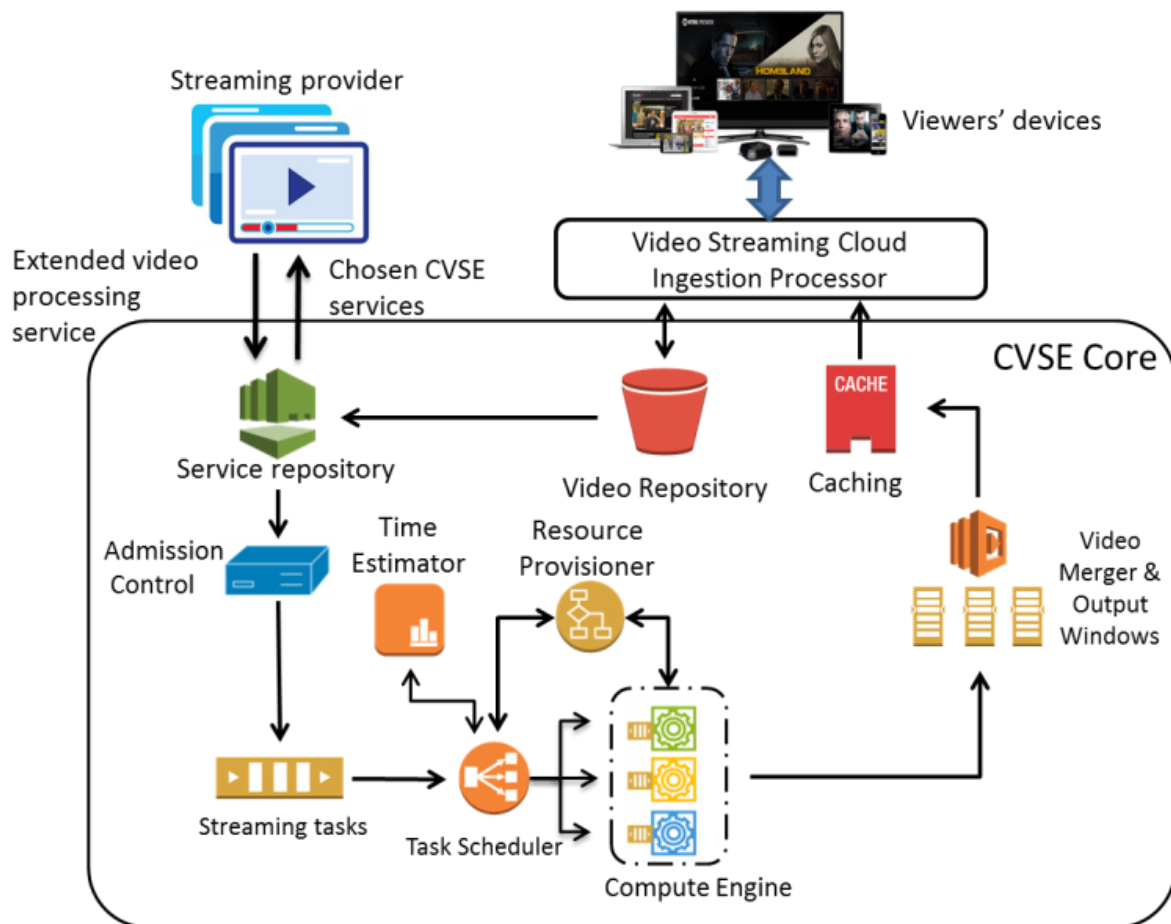 Streaming provider
HOMELAND
Viewers' devices
Video Streaming Cloud
Ingestion Processor
Extended video
processing
service
Chosen CVSE
services
CVSE Core
CACHE
Service repository
Video Repository
Caching
Admission
Control
Time
Estimator
Resource
Provisioner
Video
Merger &
Output
Windows
Streaming tasks
Task Scheduler
Compute Engine